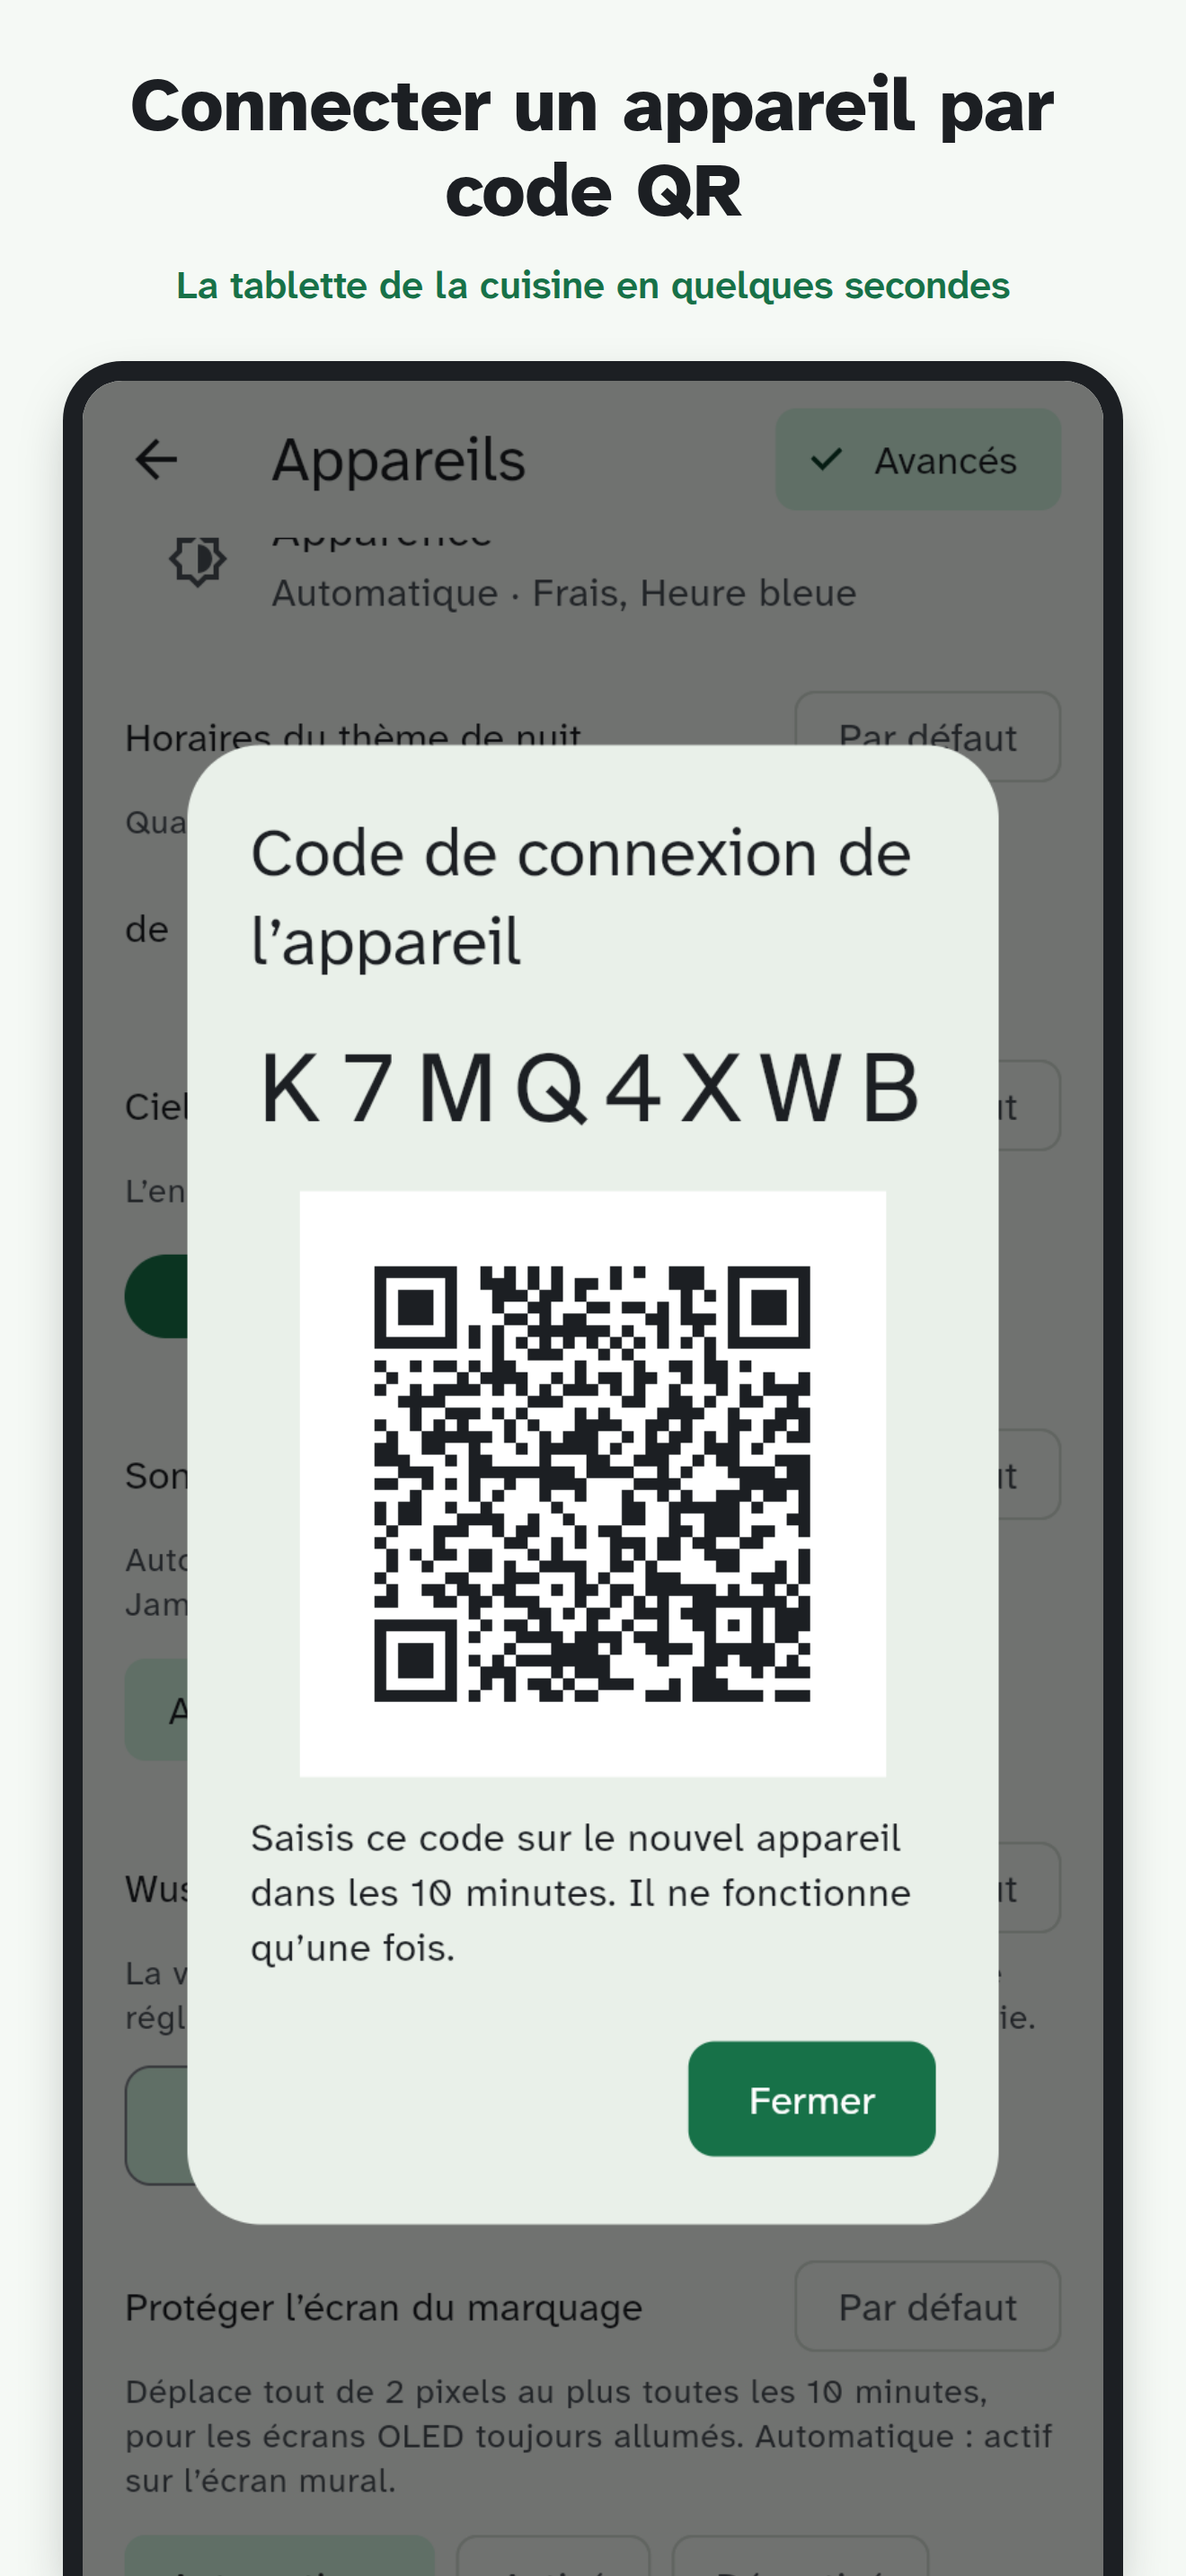 Connecter un appareil par
code QR
La tablette de la cuisine en quelques secondes
Appareils
Avancés
Apparence
Automatique · Frais, Heure bleue
Horaires du thème de nuit
Par défaut
de
Code de connexion de
l’appareil
K7MQ4XWB
Saisis ce code sur le nouvel appareil
dans les 10 minutes. Il ne fonctionne
qu’une fois.
Fermer
Protéger l’écran du marquage
Par défaut
Déplace tout de 2 pixels au plus toutes les 10 minutes,
pour les écrans OLED toujours allumés. Automatique : actif
sur l’écran mural.